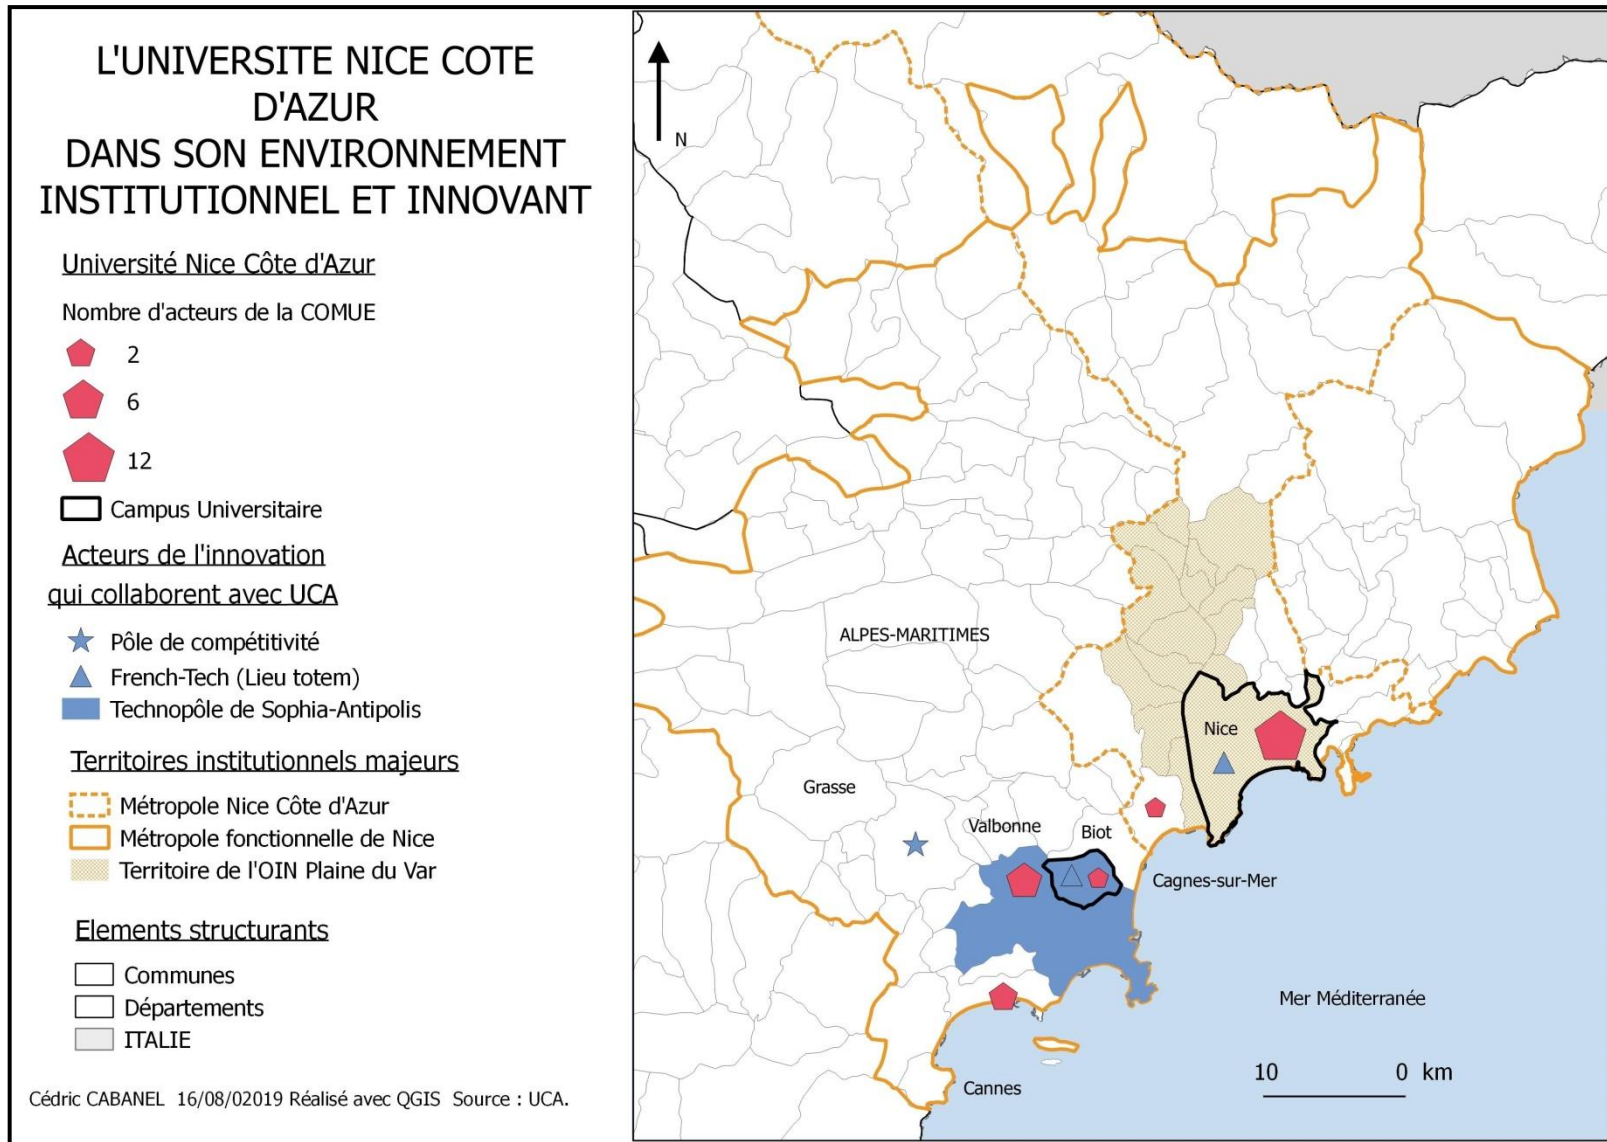 L'UNIVERSITE NICE COTE
D'AZUR
DANS SON ENVIRONNEMENT
INSTITUTIONNEL ET INNOVANT
Université Nice Côte d'Azur
Nombre d'acteurs de la COMUE
2
6
12
Campus Universitaire
Acteurs de l'innovation
qui collaborent avec UCA
Pôle de compétitivité
French-Tech (Lieu totem)
Technopôle de Sophia-Antipolis
Territoires institutionnels majeurs
Métropole Nice Côte d'Azur
Métropole fonctionnelle de Nice
Territoire de l'OIN Plaine du Var
Elements structurants
Communes
Départements
ITALIE
Cédric CABANEL 16/08/02019 Réalisé avec QGIS Source : UCA.
N
ALPES-MARITIMES
Nice
Grasse
Valbonne
Biot
Cagnes-sur-Mer
Mer Méditerranée
Cannes
10 0 km